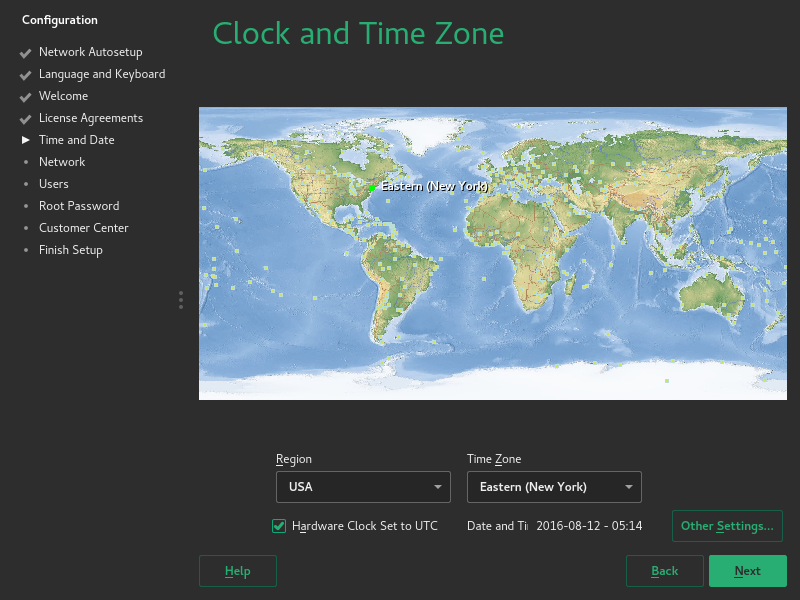 Configuration
Network Autosetup
Language and Keyboard
Welcome
License Agreements
Time and Date
Network
Users
Root Password
Customer Center
Finish Setup
Clock and Time Zone
Eastern (New York)
Region
Time Zone
USA
Eastern (New York)
Hardware Clock Set to UTC
Date and Ti 2016-08-12 - 05:14
Other Settings...
Help
Back
Next